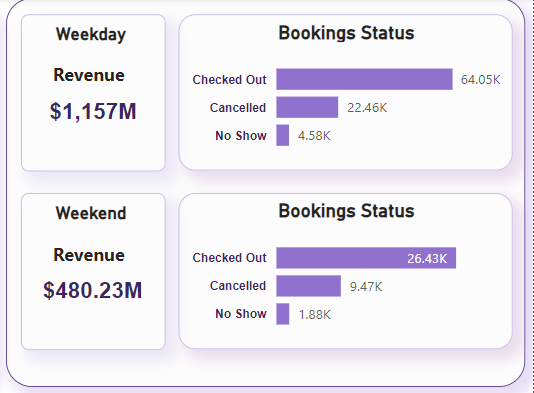 Weekday
Revenue
$1,157M
Bookings Status
Checked Out 64.05K
Cancelled 22.46K
No Show 4.58K
Weekend
Revenue
$480.23M
Bookings Status
Checked Out 26.43K
Cancelled 9.47K
No Show 1.88K